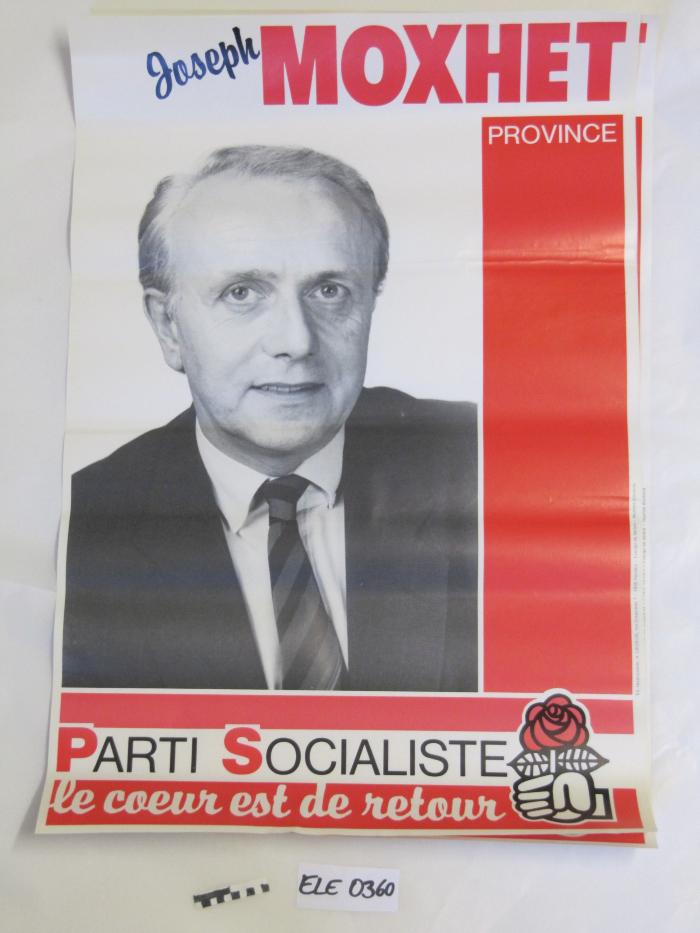 Joseph MOXHET
PROVINCE
PARTI SOCIALISTE
le coeur est de retour
ELE 0360